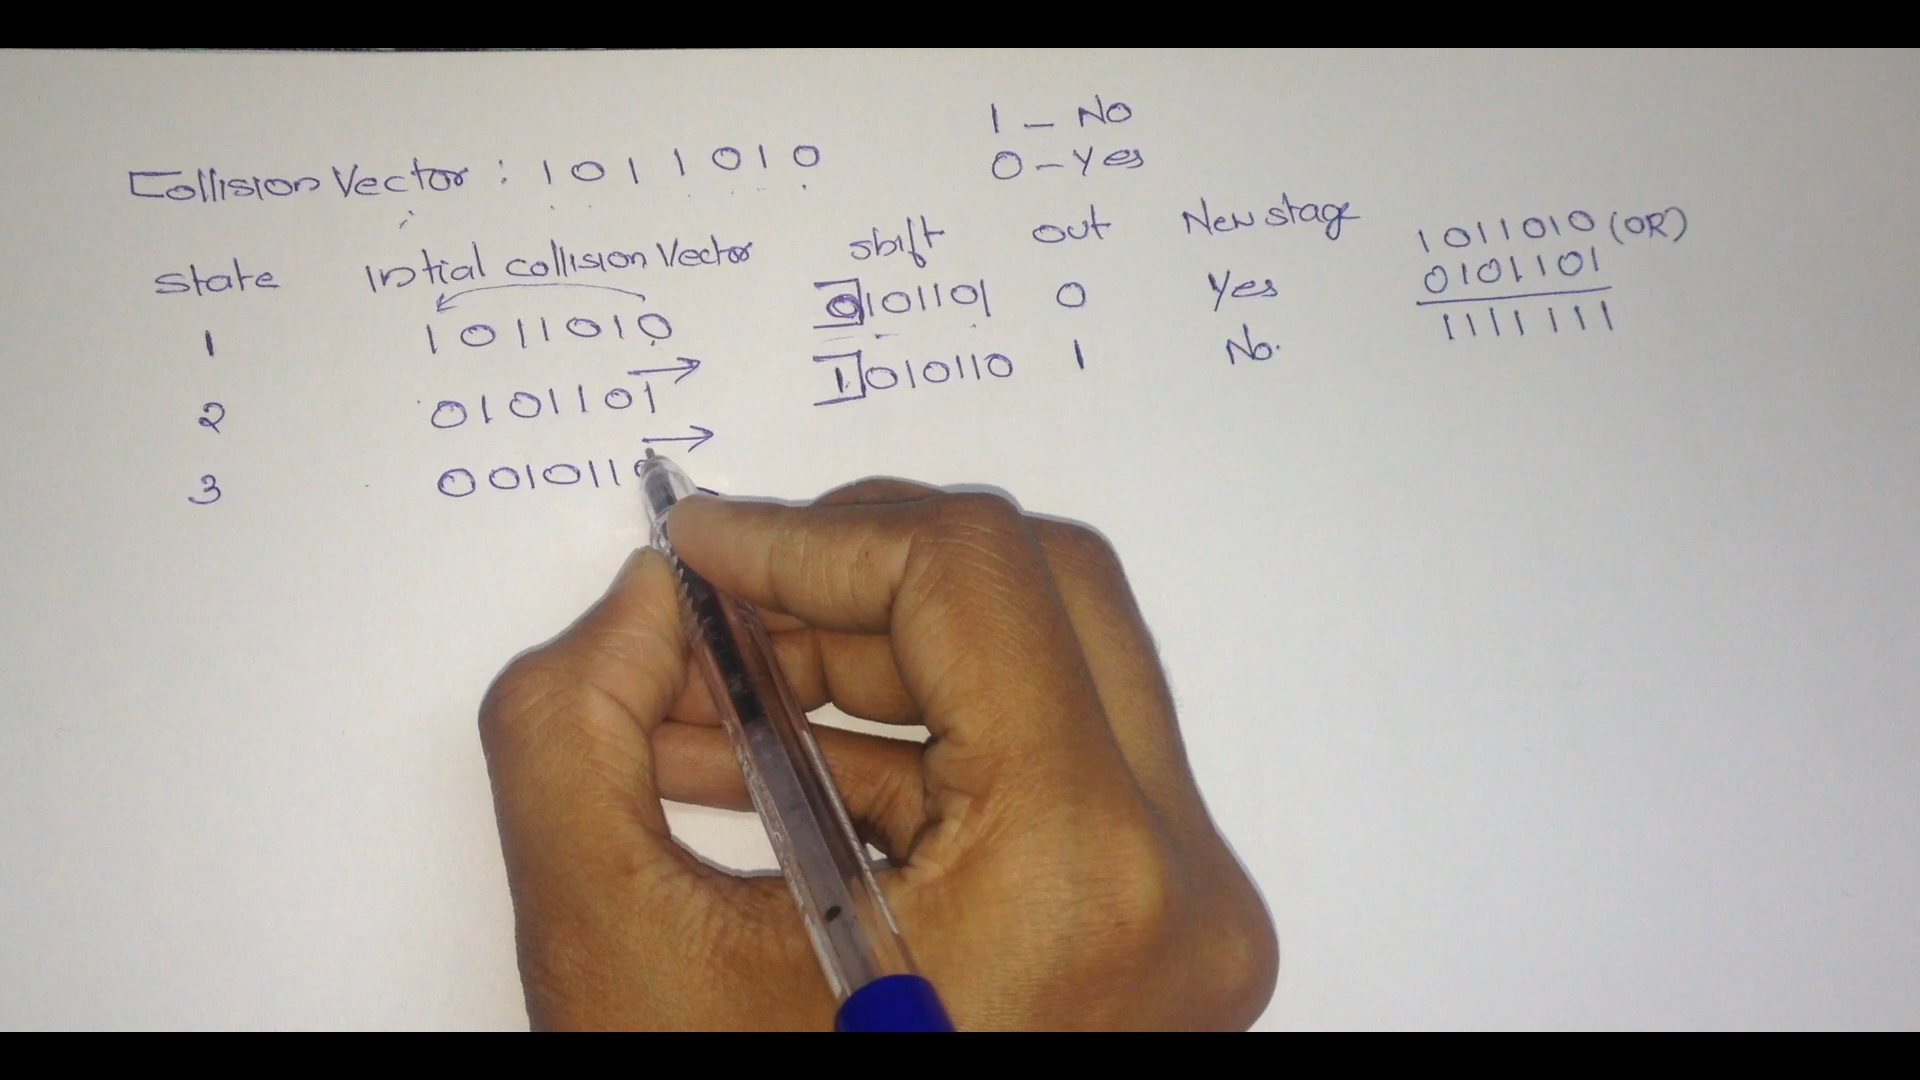 1 - No
Collision Vector : 1 0 1 1 0 1 0
0 - Yes
state Intial collision Vector shift out New stage 1011010 (OR)
0101101
1 1011010 0101101 0 Yes 1111111
2 0101101 1010110 1 No.
3 0010110